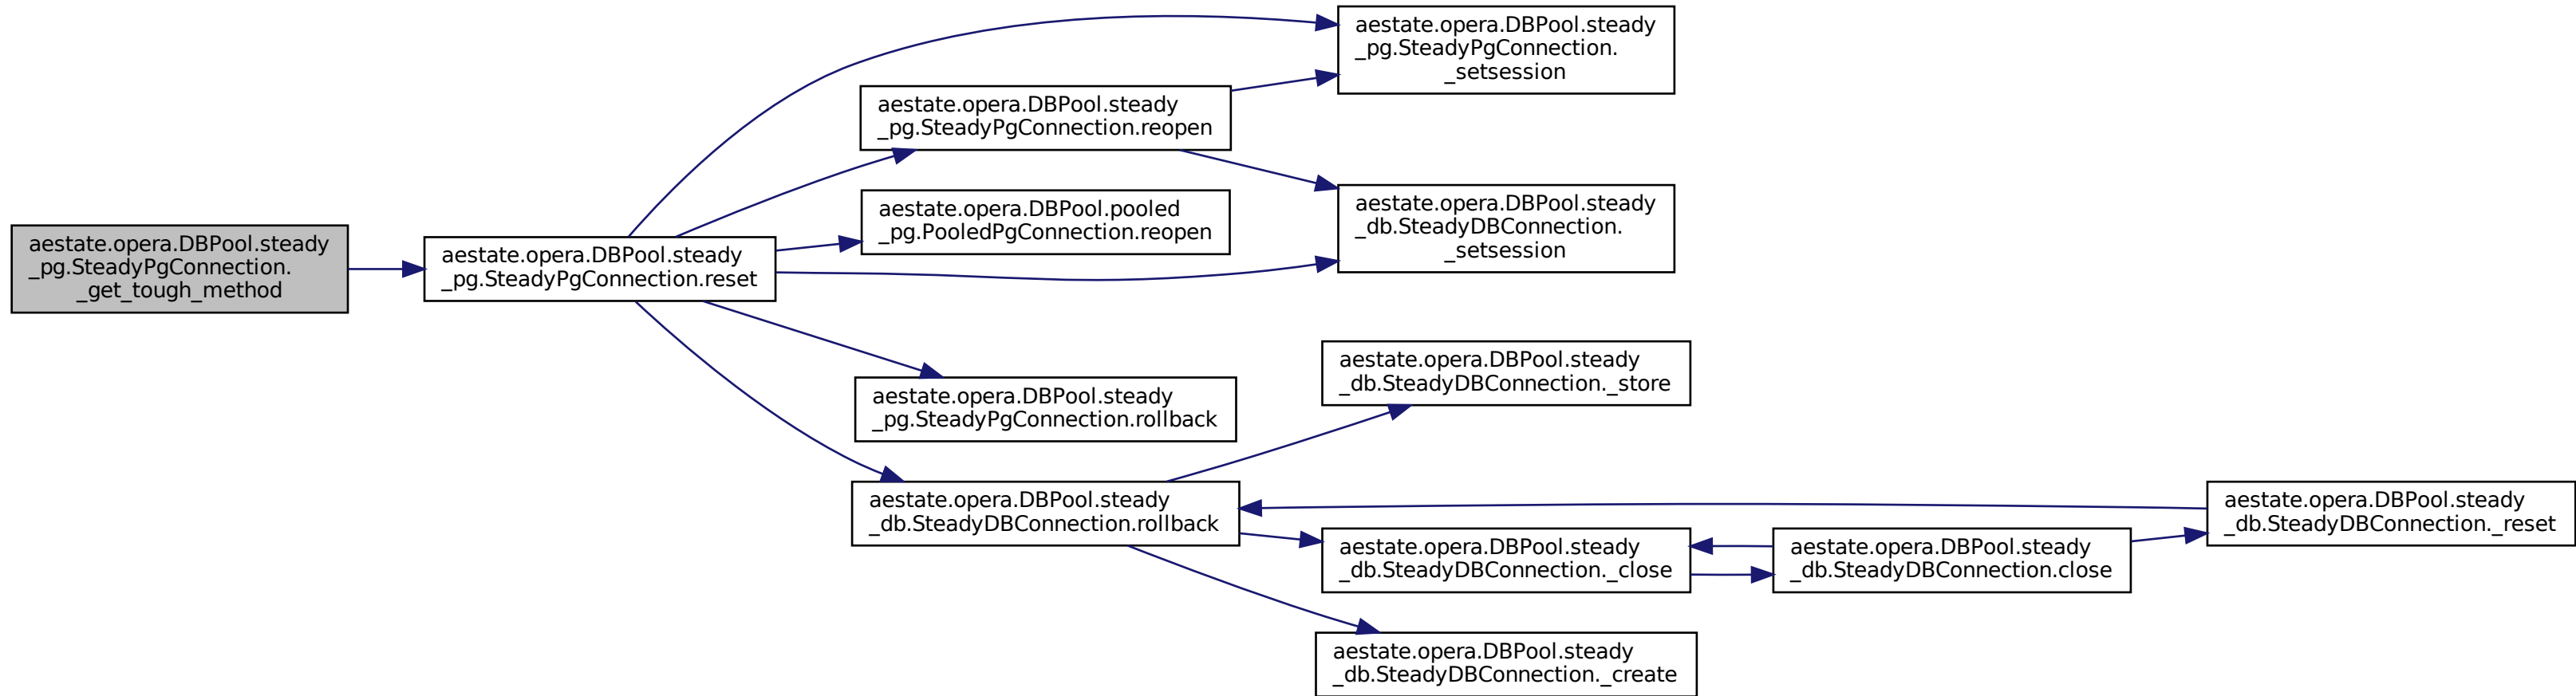 aestate.opera.DBPool.steady
_pg.SteadyPgConnection.
_get_tough_method
aestate.opera.DBPool.steady
_pg.SteadyPgConnection.reset
aestate.opera.DBPool.steady
_pg.SteadyPgConnection.
_setsession
aestate.opera.DBPool.steady
_pg.SteadyPgConnection.reopen
aestate.opera.DBPool.pooled
_pg.PooledPgConnection.reopen
aestate.opera.DBPool.steady
_db.SteadyDBConnection.
_setsession
aestate.opera.DBPool.steady
_pg.SteadyPgConnection.rollback
aestate.opera.DBPool.steady
_db.SteadyDBConnection.rollback
aestate.opera.DBPool.steady
_db.SteadyDBConnection._store
aestate.opera.DBPool.steady
_db.SteadyDBConnection._close
aestate.opera.DBPool.steady
_db.SteadyDBConnection.close
aestate.opera.DBPool.steady
_db.SteadyDBConnection._reset
aestate.opera.DBPool.steady
_db.SteadyDBConnection._create